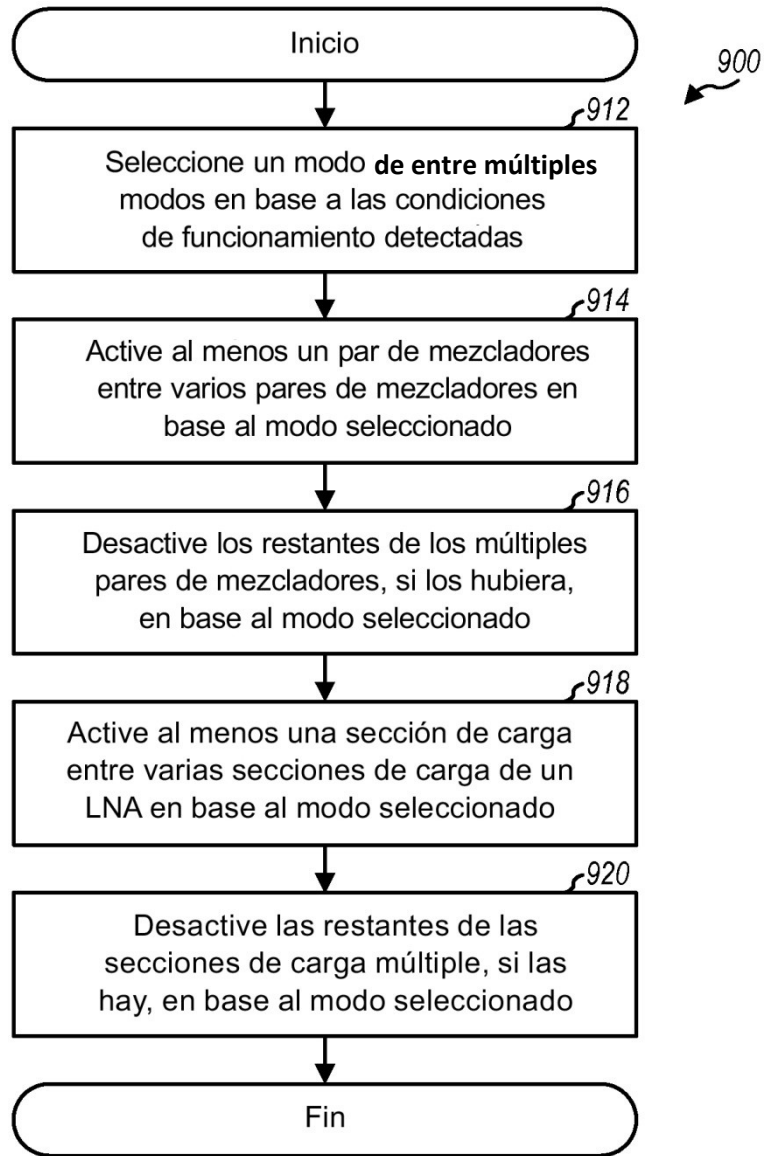 Inicio
900
912
Seleccione un modo de entre múltiples
modos en base a las condiciones
de funcionamiento detectadas
914
Active al menos un par de mezcladores
entre varios pares de mezcladores en
base al modo seleccionado
916
Desactive los restantes de los múltiples
pares de mezcladores, si los hubiera,
en base al modo seleccionado
918
Active al menos una sección de carga
entre varias secciones de carga de un
LNA en base al modo seleccionado
920
Desactive las restantes de las
secciones de carga múltiple, si las
hay, en base al modo seleccionado
Fin